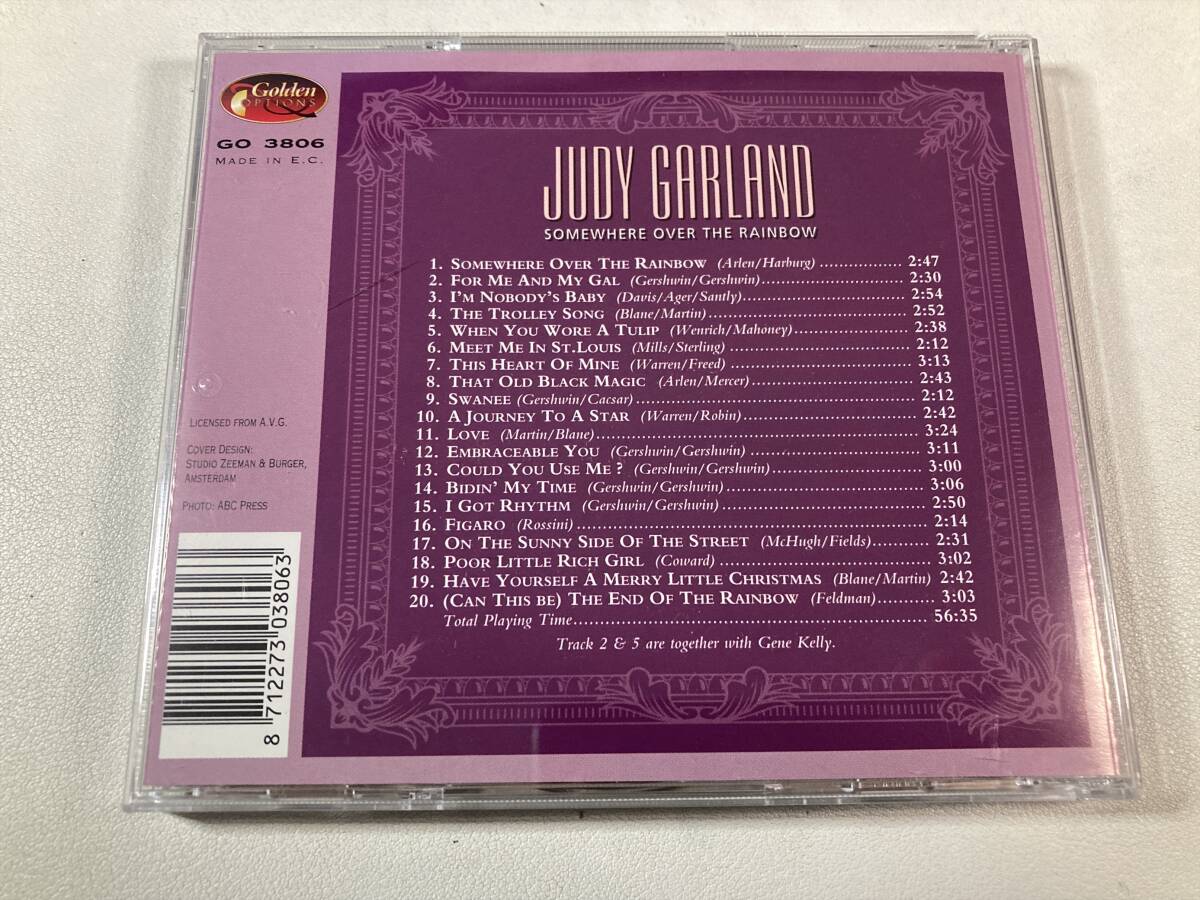 Golden
OPTIONS
GO 3806
MADE IN E.C.
JUDY GARLAND
SOMEWHERE OVER THE RAINBOW
1. SOMEWHERE OVER THE RAINBOW (Arlen/Harburg) ................. 2:47
2. FOR ME AND MY GAL (Gershwin/Gershwin)............................. 2:30
3. I'M NOBODY'S BABY (Davis/Ager/Santly)................................. 2:54
4. THE TROLLEY SONG (Blane/Martin)........................................ 2:52
5. WHEN YOU WORE A TULIP (Wenrich/Mahoney)....................... 2:38
6. MEET ME IN ST.LOUIS (Mills/Sterling) .................................... 2:12
7. THIS HEART OF MINE (Warren/Freed) .................................... 3:13
8. THAT OLD BLACK MAGIC (Arlen/Mercer)................................ 2:43
9. SWANEE (Gershwin/Cacsar)........................................................ 2:12
10. A JOURNEY TO A STAR (Warren/Robin)................................... 2:42
11. LOVE (Martin/Blane)................................................................ 3:24
12. EMBRACEABLE YOU (Gershwin/Gershwin) ................................ 3:11
13. COULD YOU USE ME ? (Gershwin/Gershwin)............................. 3:00
14. BIDIN' MY TIME (Gershwin/Gershwin)...................................... 3:06
15. I GOT RHYTHM (Gershwin/Gershwin)....................................... 2:50
16. FIGARO (Rossini)..................................................................... 2:14
17. ON THE SUNNY SIDE OF THE STREET (McHugh/Fields)........... 2:31
18. POOR LITTLE RICH GIRL (Coward) ......................................... 3:02
19. HAVE YOURSELF A MERRY LITTLE CHRISTMAS (Blane/Martin) 2:42
20. (CAN THIS BE) THE END OF THE RAINBOW (Feldman)........... 3:03
Total Playing Time.................................................................... 56:35
Track 2 & 5 are together with Gene Kelly.
LICENSED FROM A.V.G.
COVER DESIGN:
STUDIO ZEEMAN & BURGER,
AMSTERDAM
PHOTO: ABC PRESS
8 712273 038063